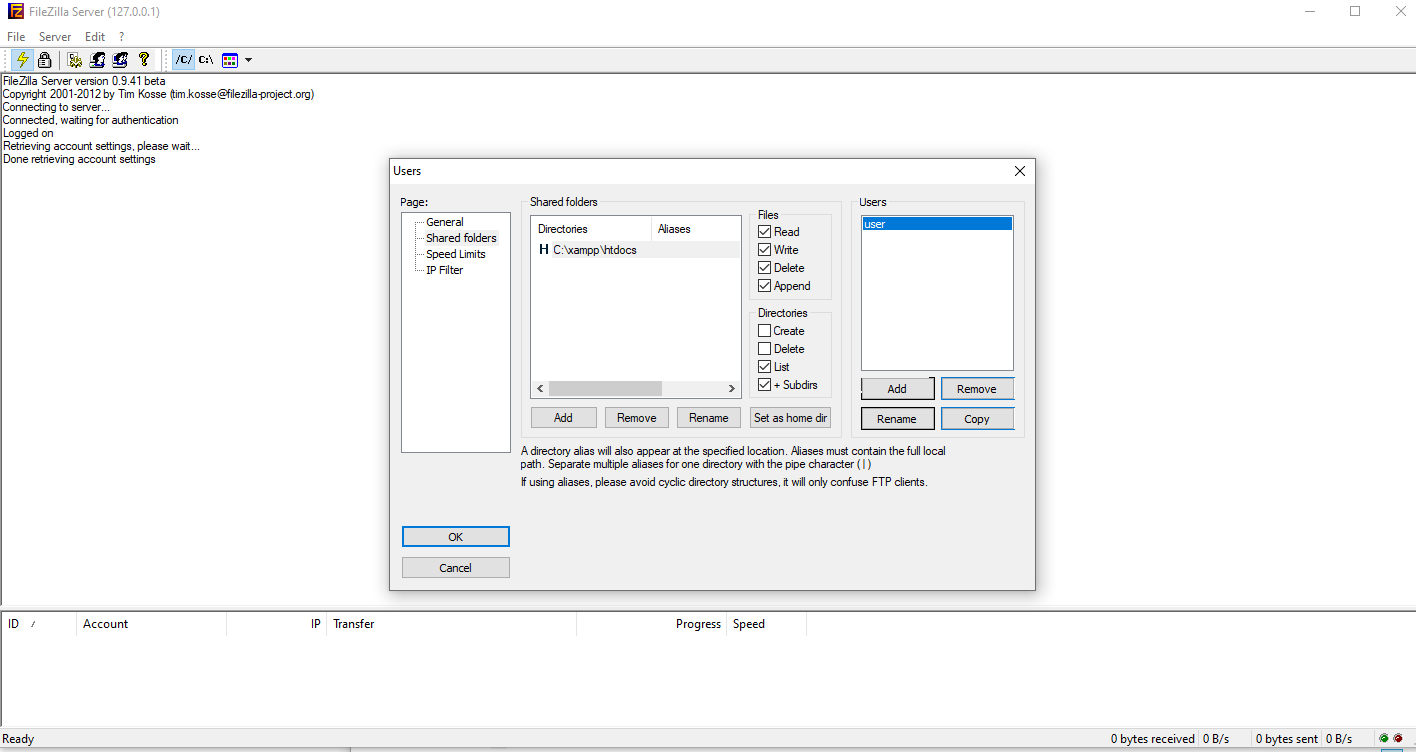 FileZilla Server (127.0.0.1)
File Server Edit ?
/C/ C:\
FileZilla Server version 0.9.41 beta
Copyright 2001-2012 by Tim Kosse (tim.kosse@filezilla-project.org)
Connecting to server...
Connected, waiting for authentication
Logged on
Retrieving account settings, please wait...
Done retrieving account settings
Users
Page:
General
Shared folders
Speed Limits
IP Filter
OK
Cancel
Shared folders
Directories Aliases
H C:\xampp\htdocs
Add Remove Rename Set as home dir
Files
Read
Write
Delete
Append
Directories
Create
Delete
List
+ Subdirs
Users
user
Add Remove
Rename Copy
A directory alias will also appear at the specified location. Aliases must contain the full local
path. Separate multiple aliases for one directory with the pipe character ( | )
If using aliases, please avoid cyclic directory structures, it will only confuse FTP clients.
ID / Account IP Transfer Progress Speed
Ready 0 bytes received 0 B/s 0 bytes sent 0 B/s